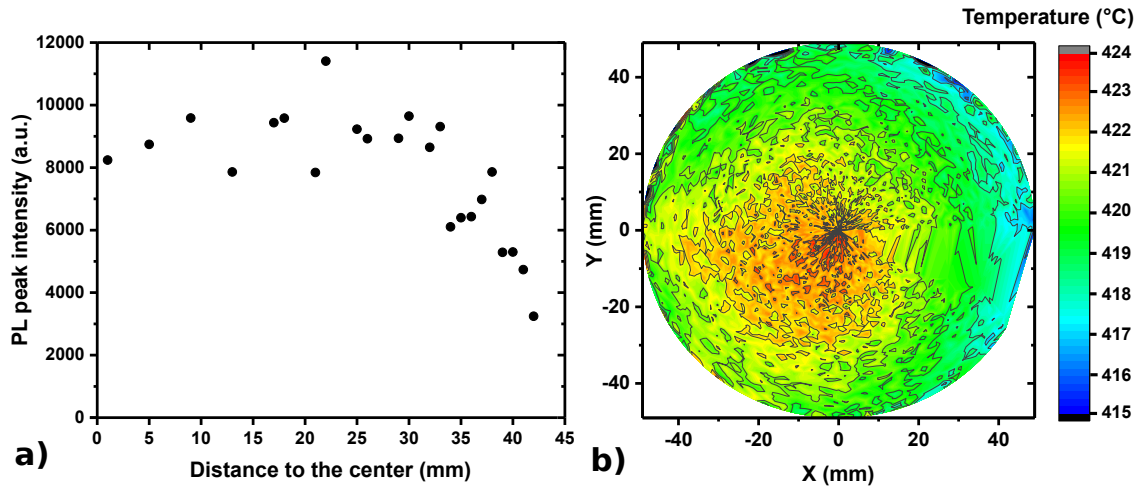 Temperature (°C)
12000
10000
8000
6000
4000
2000
0
PL peak intensity (a.u.)
0 5 10 15 20 25 30 35 40 45
Distance to the center (mm)
a)
40
20
0
-20
-40
Y (mm)
-40 -20 0 20 40
X (mm)
b)
424
423
422
421
420
419
418
417
416
415